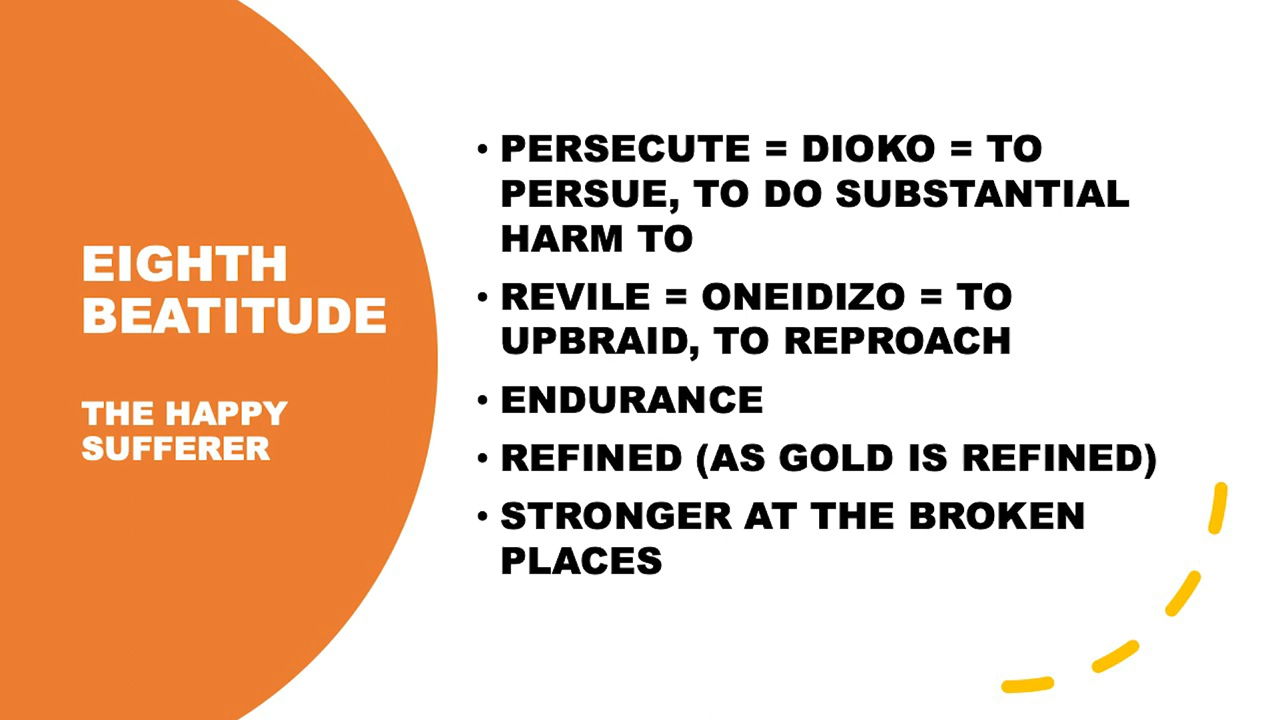 EIGHTH
BEATITUDE
THE HAPPY
SUFFERER
• PERSECUTE = DIOKO = TO
PERSUE, TO DO SUBSTANTIAL
HARM TO
• REVILE = ONEIDIZO = TO
UPBRAID, TO REPROACH
• ENDURANCE
• REFINED (AS GOLD IS REFINED)
• STRONGER AT THE BROKEN
PLACES